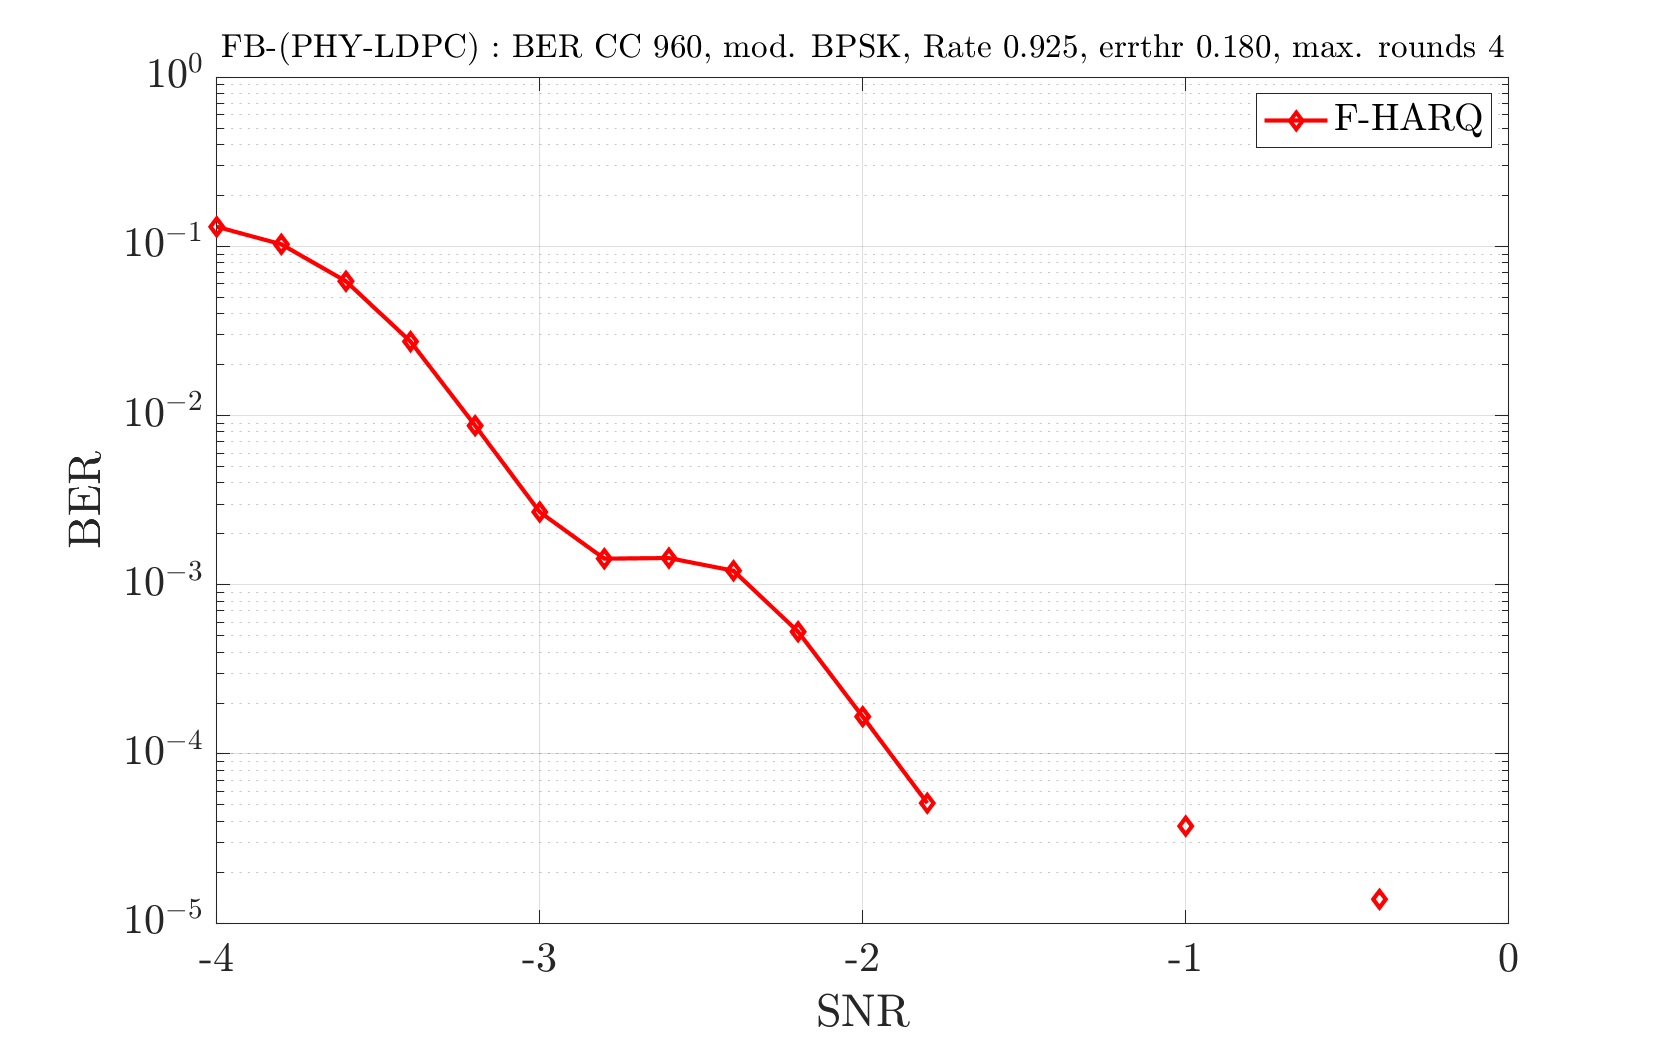 FB-(PHY-LDPC) : BER CC 960, mod. BPSK, Rate 0.925, errthr 0.180, max. rounds 4
10^0
F-HARQ
10^−1
10^−2
BER
10^−3
10^−4
10^−5
-4 -3 -2 -1 0
SNR